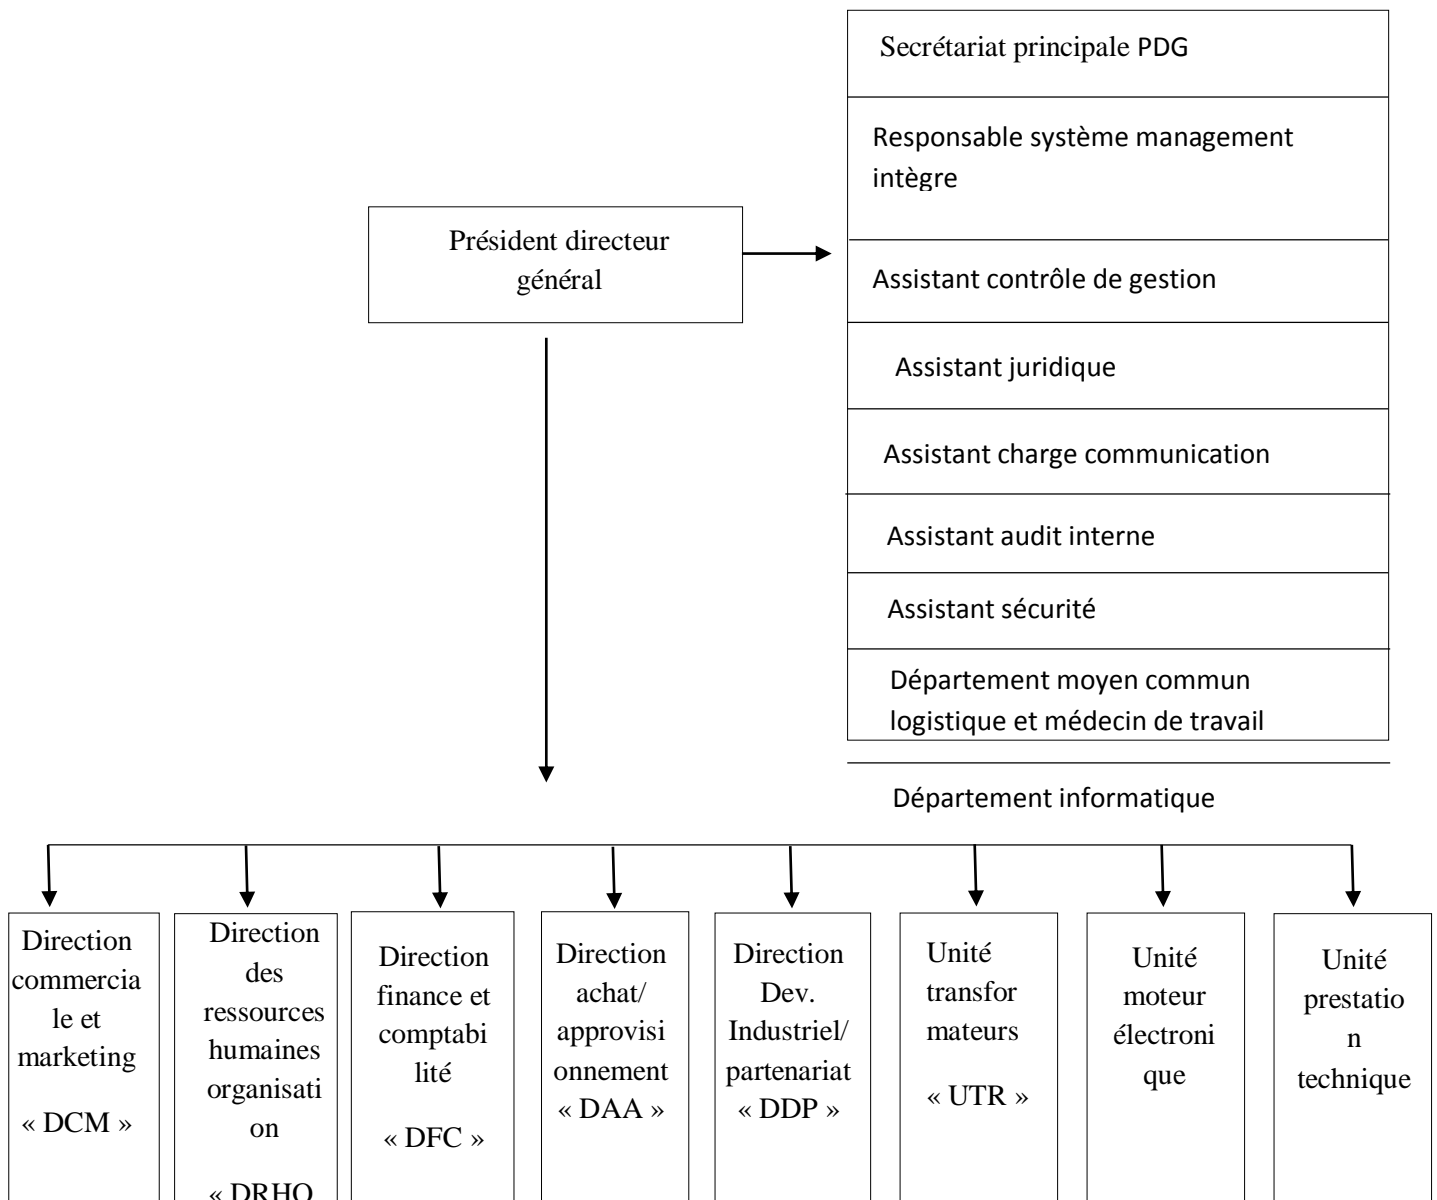 Secrétariat principale PDG
Responsable système management
intègre
Président directeur
général
Assistant contrôle de gestion
Assistant juridique
Assistant charge communication
Assistant audit interne
Assistant sécurité
Département moyen commun
logistique et médecin de travail
Département informatique
Direction
commercia
le et
marketing
« DCM »
Direction
des
ressources
humaines
organisati
on
« DRHO
Direction
finance et
comptabi
lité
« DFC »
Direction
achat/
approvisi
onnement
« DAA »
Direction
Dev.
Industriel/
partenariat
« DDP »
Unité
transfor
mateurs
« UTR »
Unité
moteur
électroni
que
Unité
prestatio
n
technique